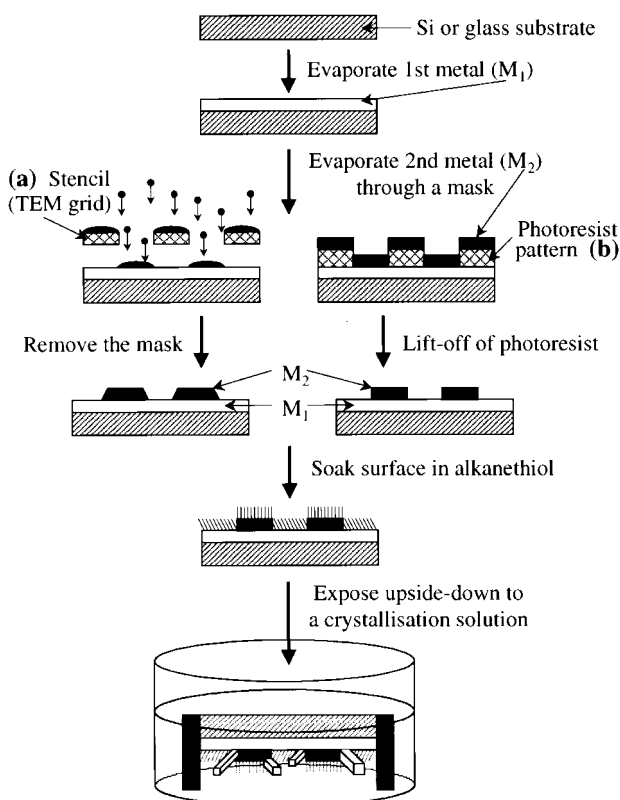 Si or glass substrate
Evaporate 1st metal (M₁)
Evaporate 2nd metal (M₂)
through a mask
(a) Stencil
(TEM grid)
Photoresist
pattern (b)
Remove the mask
Lift-off of photoresist
M₂
M₁
Soak surface in alkanethiol
Expose upside-down to
a crystallisation solution